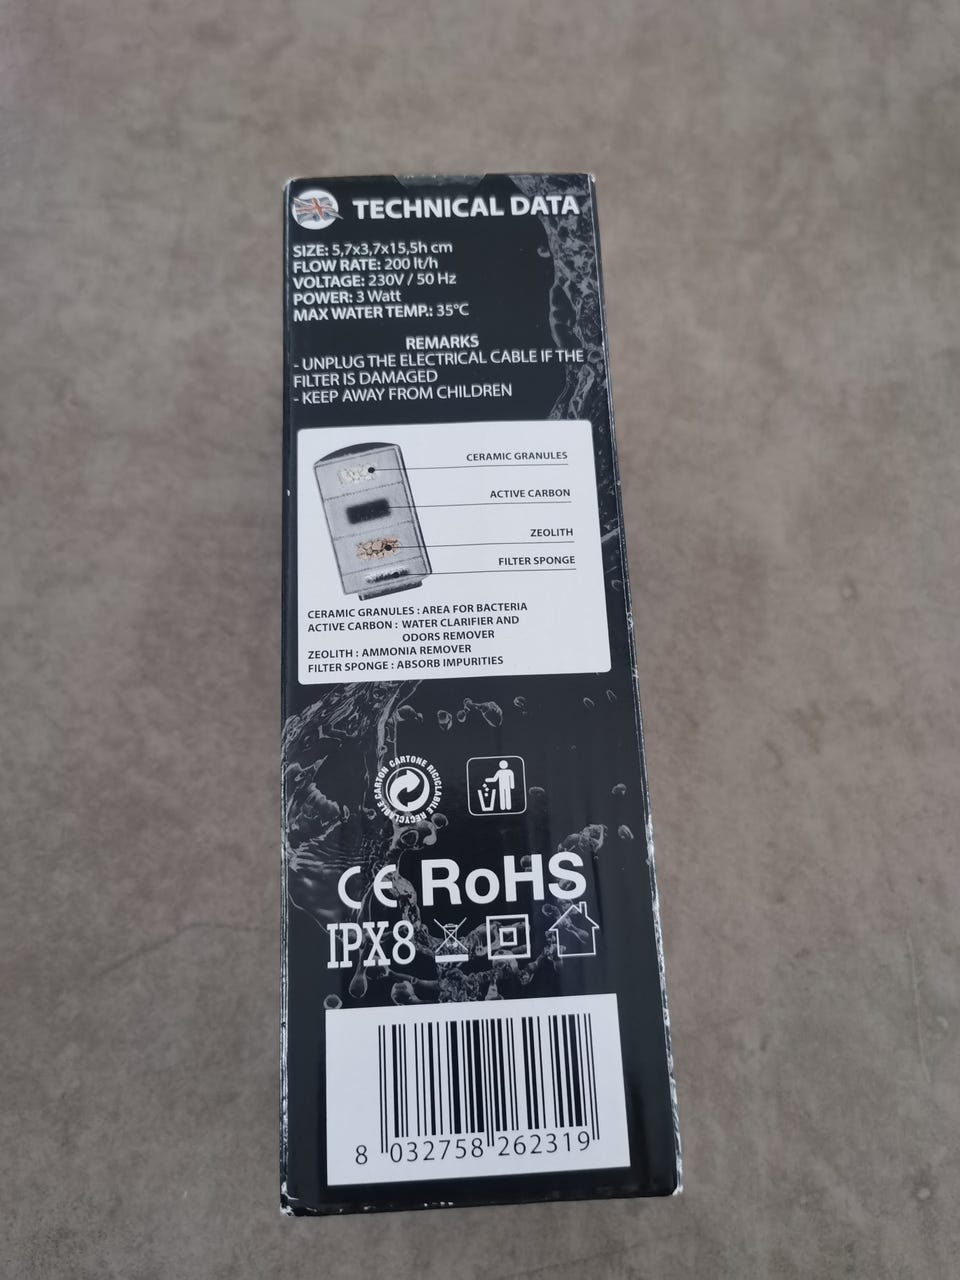 TECHNICAL DATA
SIZE: 5,7x3,7x15,5h cm
FLOW RATE: 200 lt/h
VOLTAGE: 230V / 50 Hz
POWER: 3 Watt
MAX WATER TEMP.: 35°C
REMARKS
- UNPLUG THE ELECTRICAL CABLE IF THE
FILTER IS DAMAGED
- KEEP AWAY FROM CHILDREN
CERAMIC GRANULES
ACTIVE CARBON
ZEOLITH
FILTER SPONGE
CERAMIC GRANULES : AREA FOR BACTERIA
ACTIVE CARBON : WATER CLARIFIER AND
ODORS REMOVER
ZEOLITH : AMMONIA REMOVER
FILTER SPONGE : ABSORB IMPURITIES
CARTONE RICICLABILE RECYCLABLE CARTON
CE RoHS
IPX8
8 032758 262319